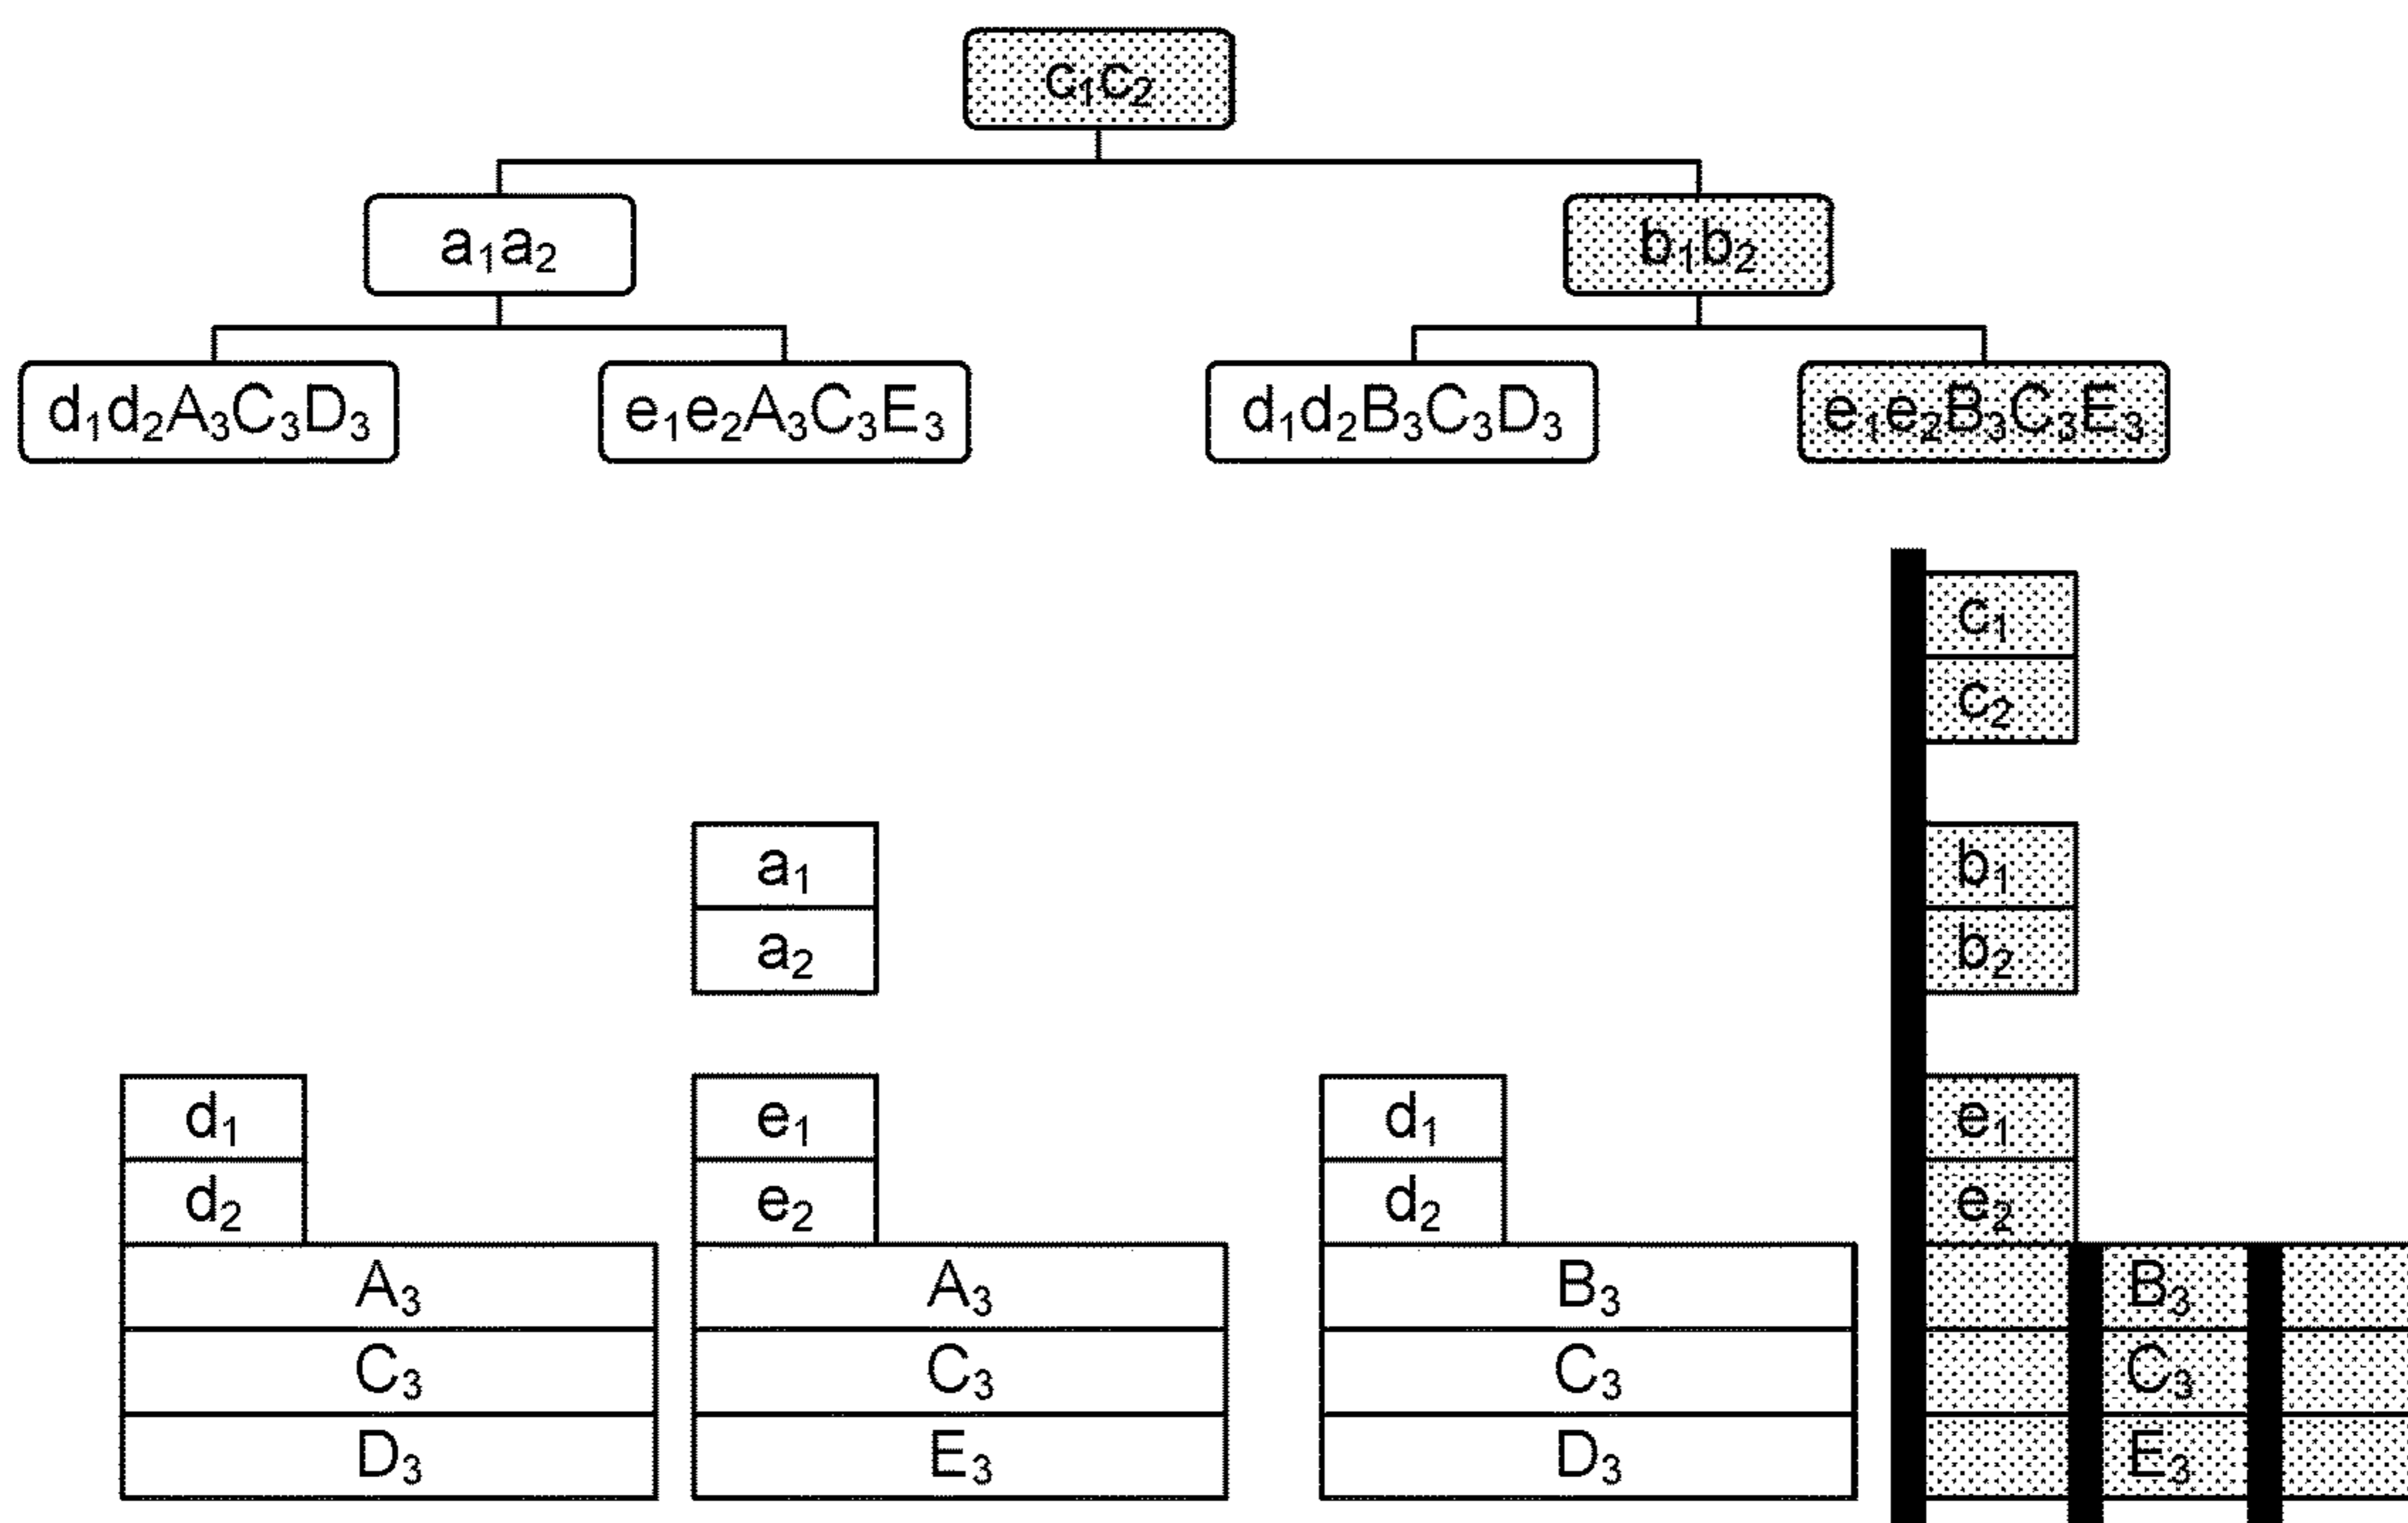 c₁c₂
a₁a₂ b₁b₂
d₁d₂A₃C₃D₃ e₁e₂A₃C₃E₃ d₁d₂B₃C₃D₃ e₁e₂B₃C₃E₃
c₁
c₂
a₁ b₁
a₂ b₂
d₁ e₁ d₁ e₁
d₂ e₂ d₂ e₂
A₃ A₃ B₃ B₃
C₃ C₃ C₃ C₃
D₃ E₃ D₃ E₃